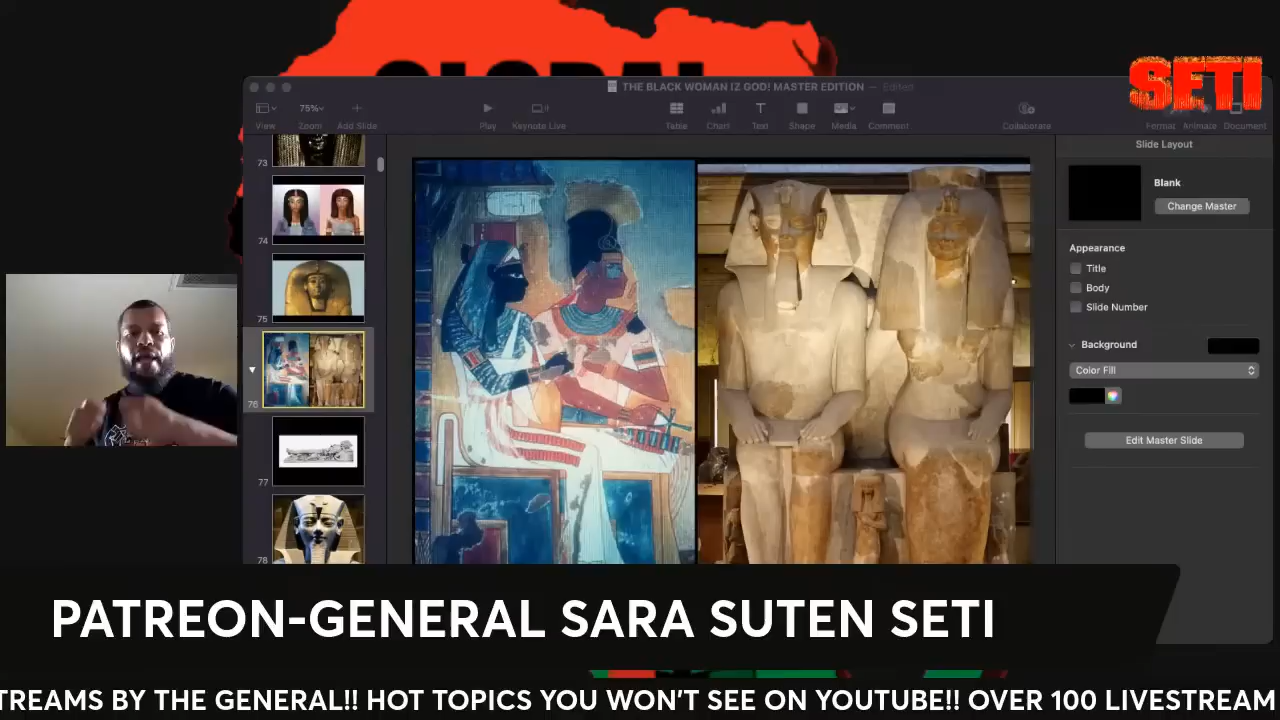 GLOBAL
SETI
THE BLACK WOMAN IZ GOD! MASTER EDITION — Edited
75%
View Zoom Add Slide Play Keynote Live Table Chart Text Shape Media Comment Collaborate Format Animate Document
Slide Layout
73
74
75
76
77
78
Blank
Change Master
Appearance
Title
Body
Slide Number
Background
Color Fill
Edit Master Slide
PATREON-GENERAL SARA SUTEN SETI
TREAMS BY THE GENERAL!! HOT TOPICS YOU WON'T SEE ON YOUTUBE!! OVER 100 LIVESTREAM